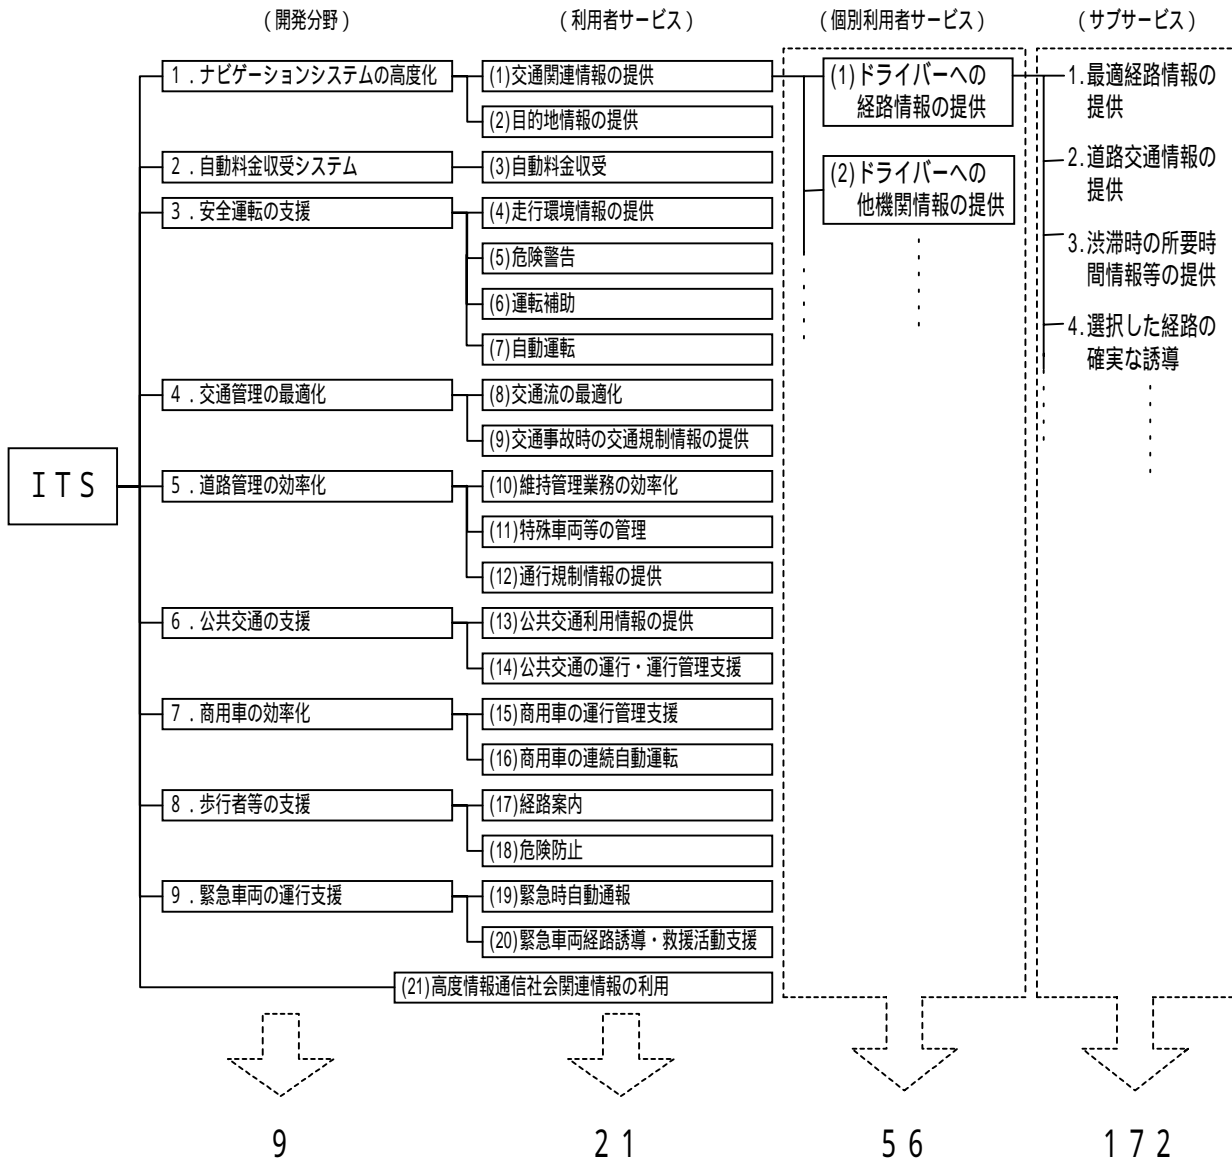 （開発分野）
（利用者サービス）
（個別利用者サービス）
（サブサービス）
ITS
1．ナビゲーションシステムの高度化
(1)交通関連情報の提供
(2)目的地情報の提供
2．自動料金収受システム
(3)自動料金収受
3．安全運転の支援
(4)走行環境情報の提供
(5)危険警告
(6)運転補助
(7)自動運転
4．交通管理の最適化
(8)交通流の最適化
(9)交通事故時の交通規制情報の提供
5．道路管理の効率化
(10)維持管理業務の効率化
(11)特殊車両等の管理
(12)通行規制情報の提供
6．公共交通の支援
(13)公共交通利用情報の提供
(14)公共交通の運行・運行管理支援
7．商用車の効率化
(15)商用車の運行管理支援
(16)商用車の連続自動運転
8．歩行者等の支援
(17)経路案内
(18)危険防止
9．緊急車両の運行支援
(19)緊急時自動通報
(20)緊急車両経路誘導・救援活動支援
(21)高度情報通信社会関連情報の利用
(1)ドライバーへの
経路情報の提供
(2)ドライバーへの
他機関情報の提供
1.最適経路情報の
提供
2.道路交通情報の
提供
3.渋滞時の所要時
間情報等の提供
4.選択した経路の
確実な誘導
9
21
56
172